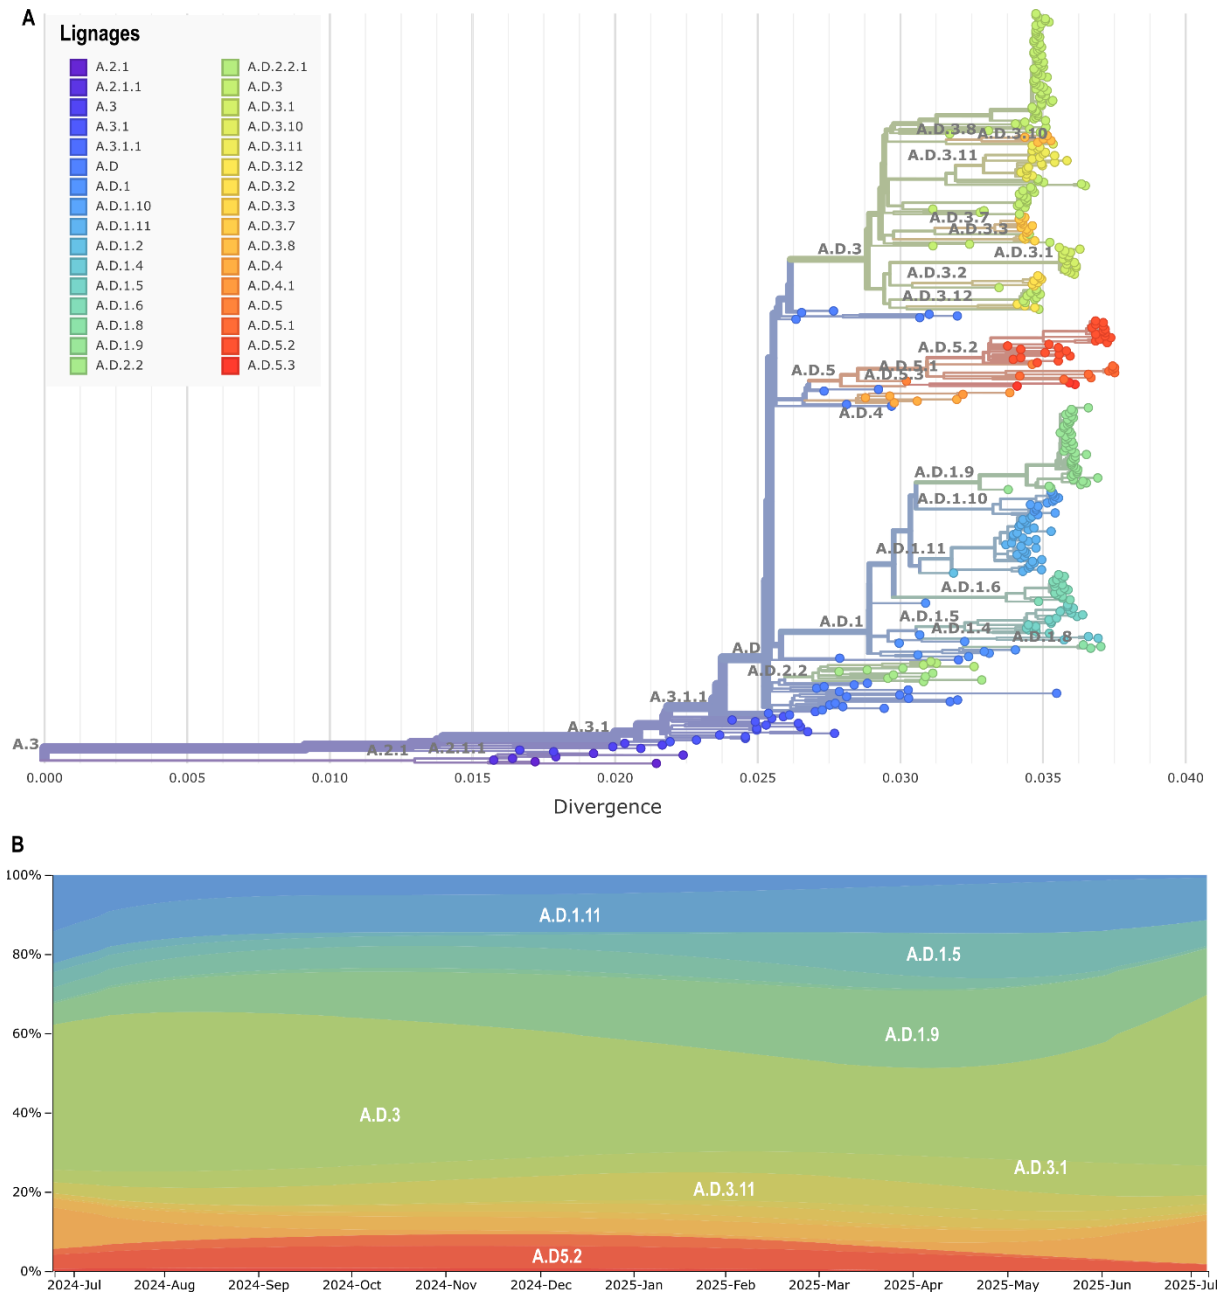 A
Lignages
A.2.1
A.2.1.1
A.3
A.3.1
A.3.1.1
A.D
A.D.1
A.D.1.10
A.D.1.11
A.D.1.2
A.D.1.4
A.D.1.5
A.D.1.6
A.D.1.8
A.D.1.9
A.D.2.2
A.D.2.2.1
A.D.3
A.D.3.1
A.D.3.10
A.D.3.11
A.D.3.12
A.D.3.2
A.D.3.3
A.D.3.7
A.D.3.8
A.D.4
A.D.4.1
A.D.5
A.D.5.1
A.D.5.2
A.D.5.3
A.D.3.8
A.D.3.10
A.D.3.11
A.D.3.7
A.D.3.3
A.D.3
A.D.3.1
A.D.3.2
A.D.3.12
A.D.5.2
A.D.5.1
A.D.5
A.D.5.3
A.D.4
A.D.1.9
A.D.1.10
A.D.1.11
A.D.1.6
A.D.1.5
A.D.1
A.D.1.4
A.D.1.8
A.D
A.D.2.2
A.3.1.1
A.3.1
A.3
A.2.1
A.2.1.1
0.000 0.005 0.010 0.015 0.020 0.025 0.030 0.035 0.040
Divergence
B
100%
80%
60%
40%
20%
0%
A.D.1.11
A.D.1.5
A.D.1.9
A.D.3
A.D.3.1
A.D.3.11
A.D5.2
2024-Jul 2024-Aug 2024-Sep 2024-Oct 2024-Nov 2024-Dec 2025-Jan 2025-Feb 2025-Mar 2025-Apr 2025-May 2025-Jun 2025-Jul